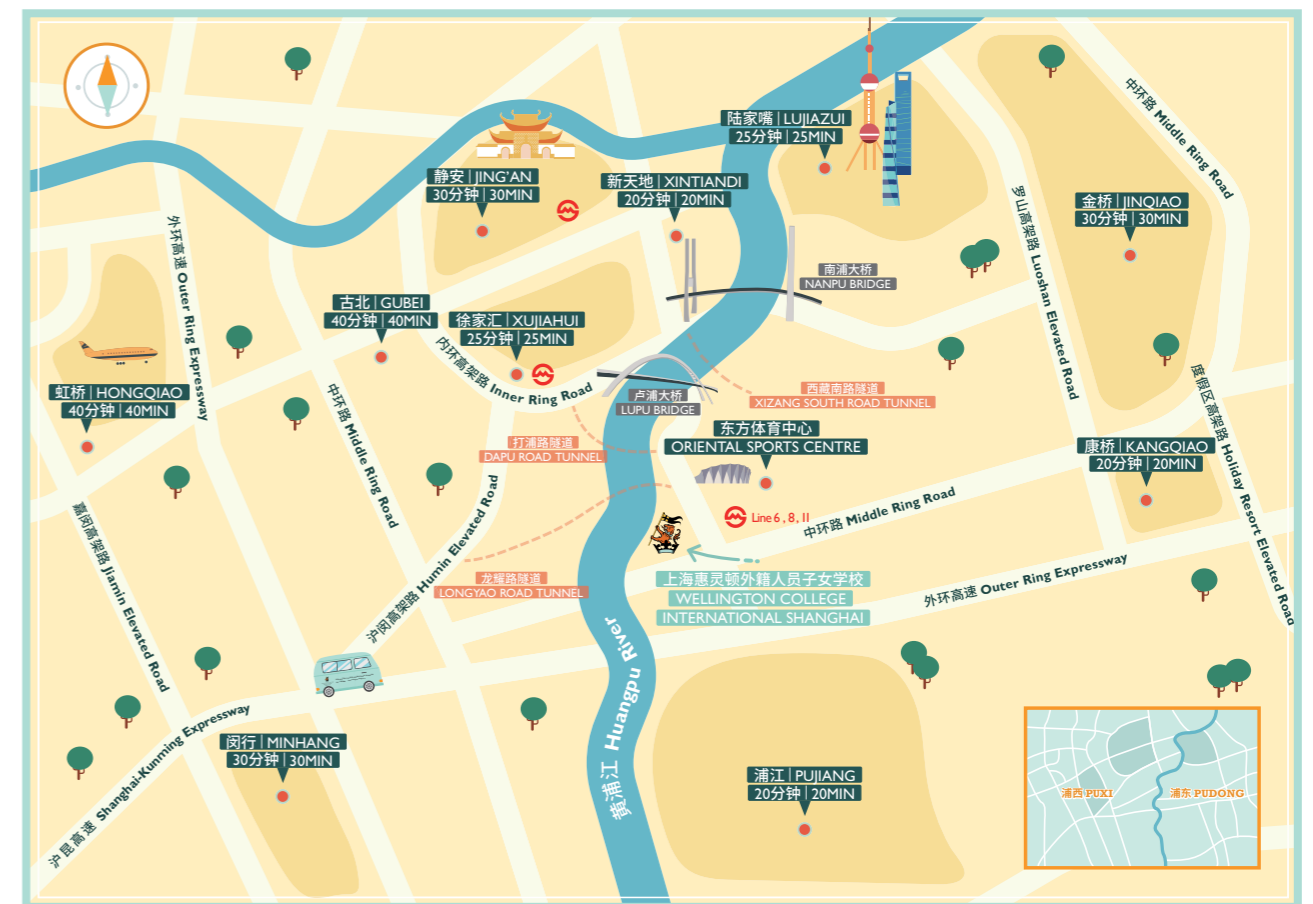 陆家嘴 | LUJIAZUI
25分钟 | 25MIN
中环路 Middle Ring Road
静安 | JING'AN
30分钟 | 30MIN
新天地 | XINTIANDI
20分钟 | 20MIN
金桥 | JINQIAO
30分钟 | 30MIN
外环高速 Outer Ring Expressway
罗山高架路 Luoshan Elevated Road
南浦大桥
NANPU BRIDGE
古北 | GUBEI
40分钟 | 40MIN
徐家汇 | XUJIAHUI
25分钟 | 25MIN
内环高架路 Inner Ring Road
虹桥 | HONGQIAO
40分钟 | 40MIN
中环路 Middle Ring Road
卢浦大桥
LUPU BRIDGE
西藏南路隧道
XIZANG SOUTH ROAD TUNNEL
度假区高架路 Holiday Resort Elevated Road
东方体育中心
ORIENTAL SPORTS CENTRE
打浦路隧道
DAPU ROAD TUNNEL
康桥 | KANGQIAO
20分钟 | 20MIN
嘉闵高架路 Jiamin Elevated Road
沪闵高架路 Humin Elevated Road
Line 6 , 8, 11
中环路 Middle Ring Road
龙耀路隧道
LONGYAO ROAD TUNNEL
上海惠灵顿外籍人员子女学校
WELLINGTON COLLEGE
INTERNATIONAL SHANGHAI
外环高速 Outer Ring Expressway
黄浦江 Huangpu River
沪昆高速 Shanghai-Kunming Expressway
闵行 | MINHANG
30分钟 | 30MIN
浦江 | PUJIANG
20分钟 | 20MIN
浦西 PUXI
浦东 PUDONG